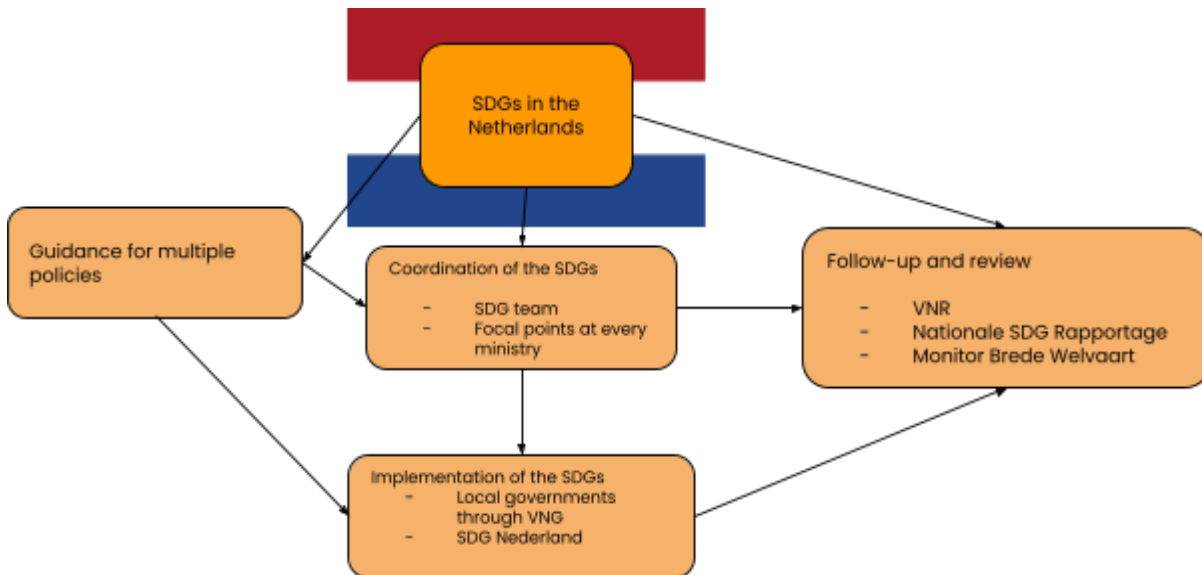 SDGs in the
Netherlands
Guidance for multiple
policies
Coordination of the SDGs
- SDG team
- Focal points at every
ministry
Follow-up and review
- VNR
- Nationale SDG Rapportage
- Monitor Brede Welvaart
Implementation of the SDGs
- Local governments
through VNG
- SDG Nederland